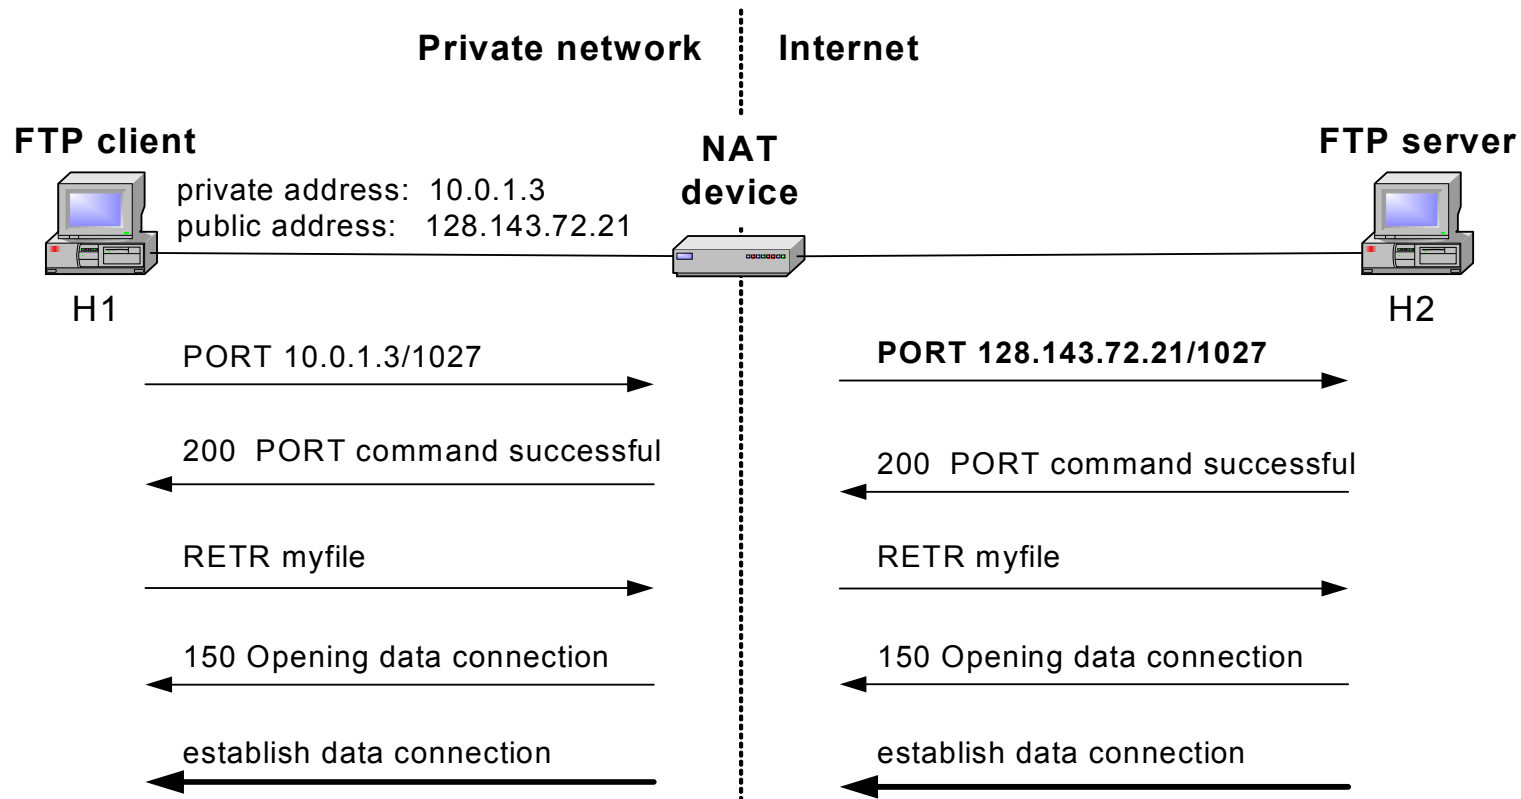 Private network
Internet
FTP client
NAT
device
FTP server
private address: 10.0.1.3
public address: 128.143.72.21
H1
H2
PORT 10.0.1.3/1027
PORT 128.143.72.21/1027
200 PORT command successful
200 PORT command successful
RETR myfile
RETR myfile
150 Opening data connection
150 Opening data connection
establish data connection
establish data connection